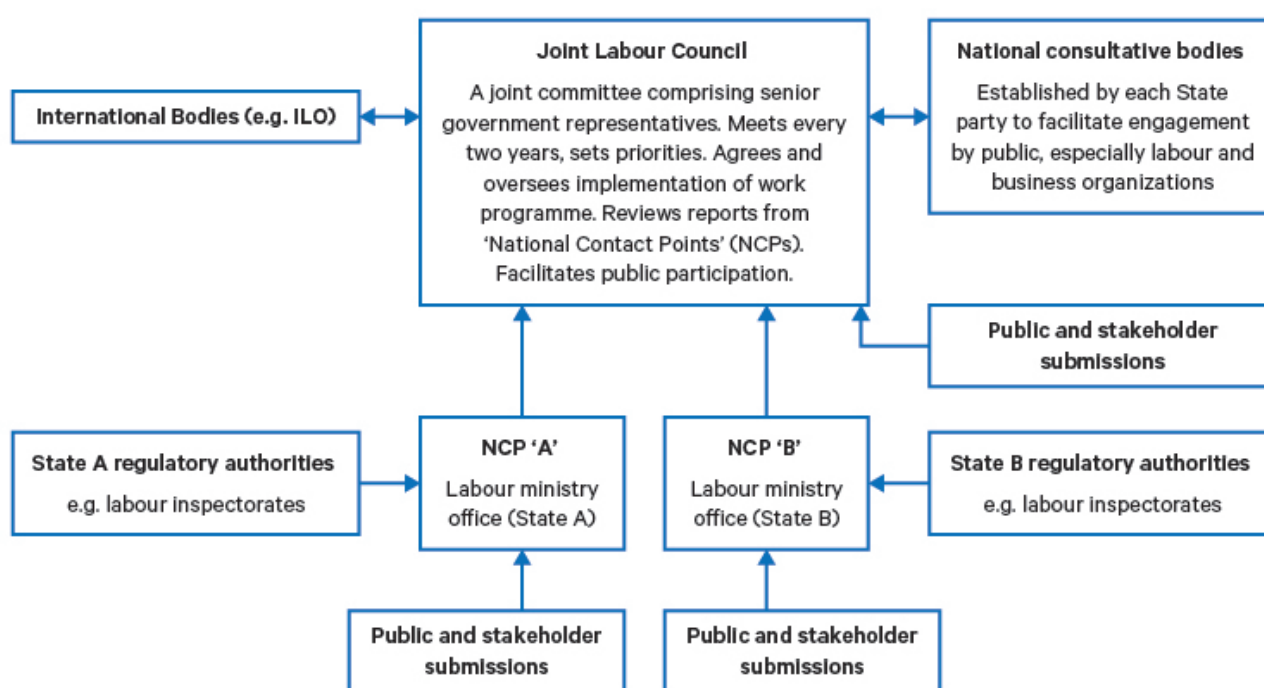 Joint Labour Council
A joint committee comprising senior
government representatives. Meets every
two years, sets priorities. Agrees and
oversees implementation of work
programme. Reviews reports from
‘National Contact Points’ (NCPs).
Facilitates public participation.
National consultative bodies
Established by each State
party to facilitate engagement
by public, especially labour and
business organizations
International Bodies (e.g. ILO)
Public and stakeholder
submissions
State A regulatory authorities
e.g. labour inspectorates
NCP ‘A’
Labour ministry
office (State A)
NCP ‘B’
Labour ministry
office (State B)
State B regulatory authorities
e.g. labour inspectorates
Public and stakeholder
submissions
Public and stakeholder
submissions